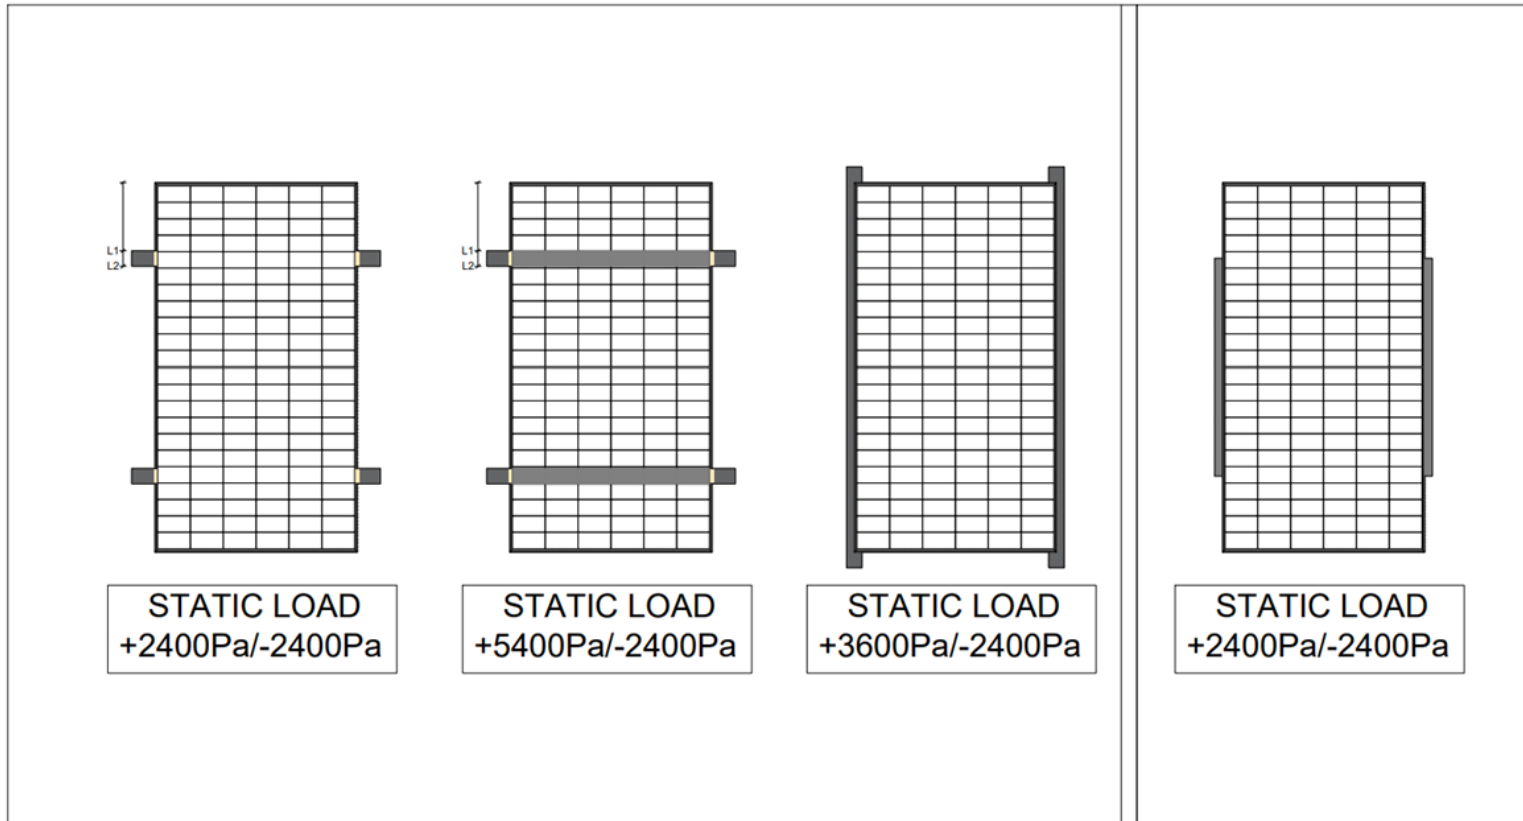 L1
L2
L1
L2
STATIC LOAD
+2400Pa/-2400Pa
STATIC LOAD
+5400Pa/-2400Pa
STATIC LOAD
+3600Pa/-2400Pa
STATIC LOAD
+2400Pa/-2400Pa